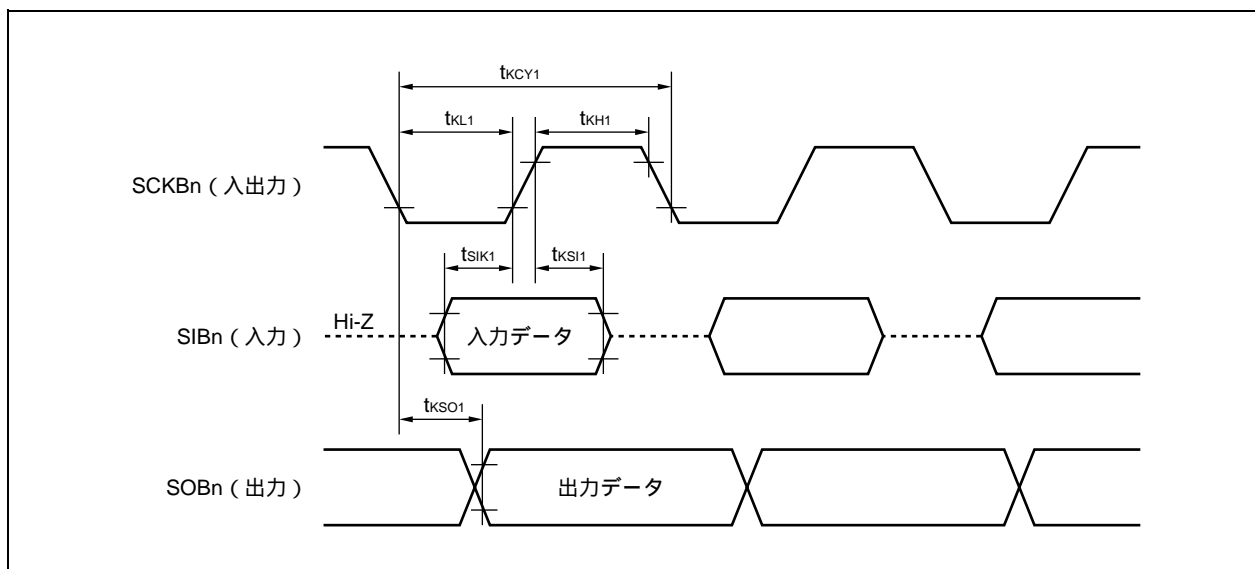 tKCY1
tKL1
tKH1
SCKBn（入出力）
tSIK1
tKSI1
SIBn（入力）
Hi-Z
入力データ
tKSO1
SOBn（出力）
出力データ